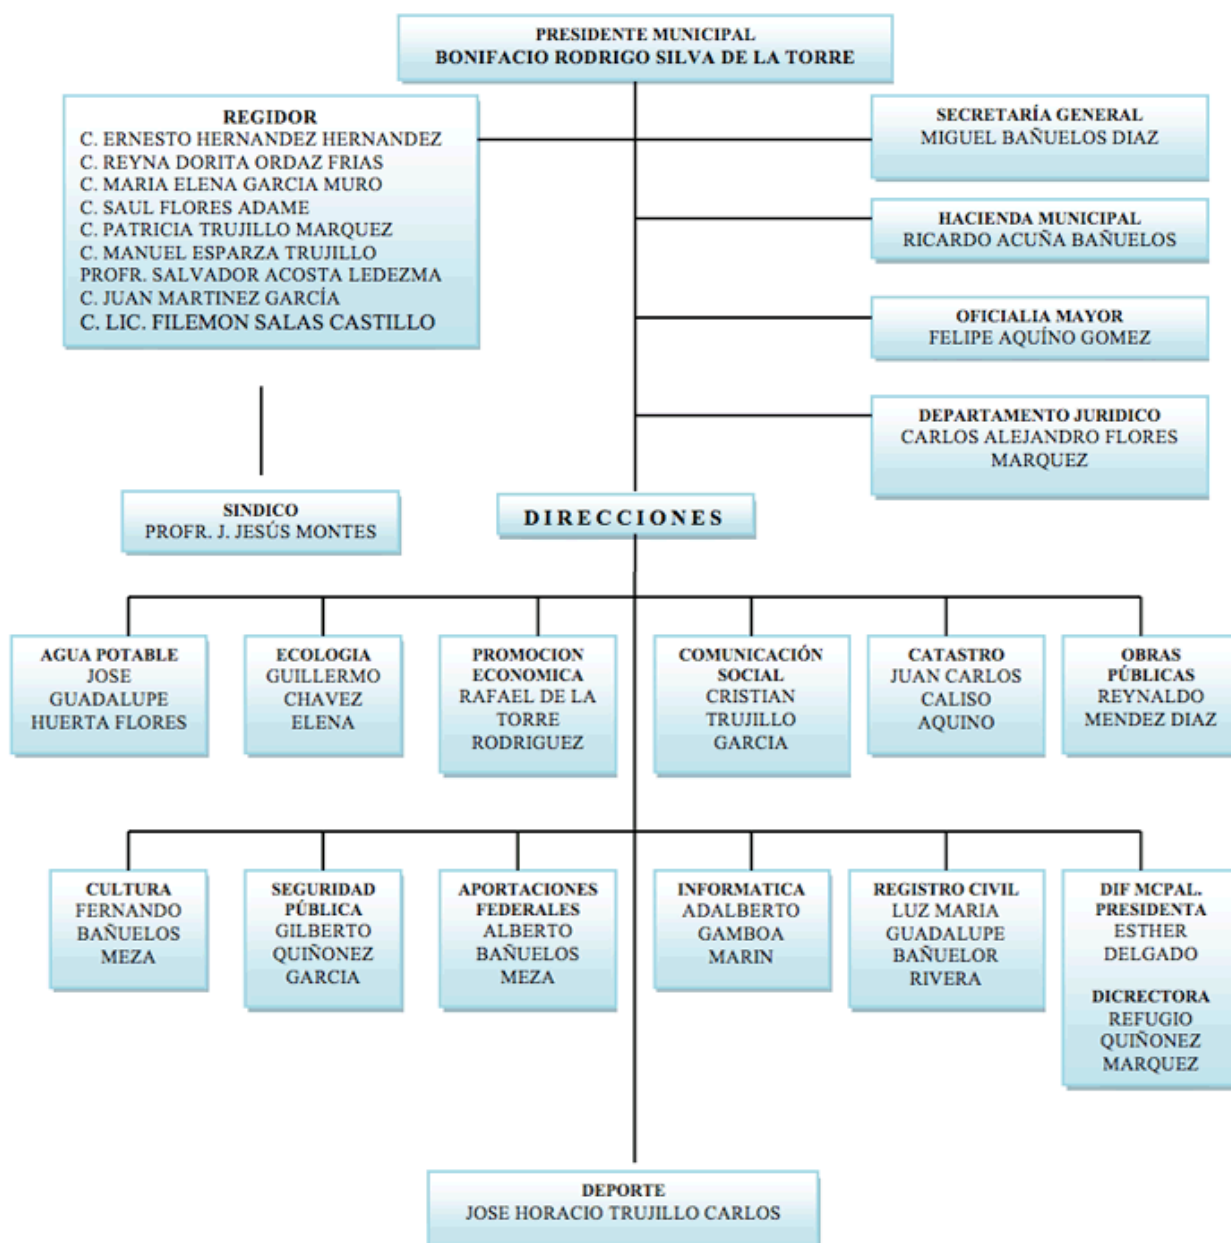 PRESIDENTE MUNICIPAL
BONIFACIO RODRIGO SILVA DE LA TORRE
REGIDOR
C. ERNESTO HERNANDEZ HERNANDEZ
C. REYNA DORITA ORDAZ FRIAS
C. MARIA ELENA GARCIA MURO
C. SAUL FLORES ADAME
C. PATRICIA TRUJILLO MARQUEZ
C. MANUEL ESPARZA TRUJILLO
PROFR. SALVADOR ACOSTA LEDEZMA
C. JUAN MARTINEZ GARCÍA
C. LIC. FILEMON SALAS CASTILLO
SECRETARÍA GENERAL
MIGUEL BAÑUELOS DIAZ
HACIENDA MUNICIPAL
RICARDO ACUÑA BAÑUELOS
OFICIALIA MAYOR
FELIPE AQUÍNO GOMEZ
DEPARTAMENTO JURIDICO
CARLOS ALEJANDRO FLORES
MARQUEZ
SINDICO
PROFR. J. JESÚS MONTES
DIRECCIONES
AGUA POTABLE
JOSE
GUADALUPE
HUERTA FLORES
ECOLOGIA
GUILLERMO
CHAVEZ
ELENA
PROMOCION
ECONOMICA
RAFAEL DE LA
TORRE
RODRIGUEZ
COMUNICACIÓN
SOCIAL
CRISTIAN
TRUJILLO
GARCIA
CATASTRO
JUAN CARLOS
CALISO
AQUINO
OBRAS
PÚBLICAS
REYNALDO
MENDEZ DIAZ
CULTURA
FERNANDO
BAÑUELOS
MEZA
SEGURIDAD
PÚBLICA
GILBERTO
QUIÑONEZ
GARCIA
APORTACIONES
FEDERALES
ALBERTO
BAÑUELOS
MEZA
INFORMATICA
ADALBERTO
GAMBOA
MARIN
REGISTRO CIVIL
LUZ MARIA
GUADALUPE
BAÑUELOR
RIVERA
DIF MCPAL.
PRESIDENTA
ESTHER
DELGADO
DICRECTORA
REFUGIO
QUIÑONEZ
MARQUEZ
DEPORTE
JOSE HORACIO TRUJILLO CARLOS